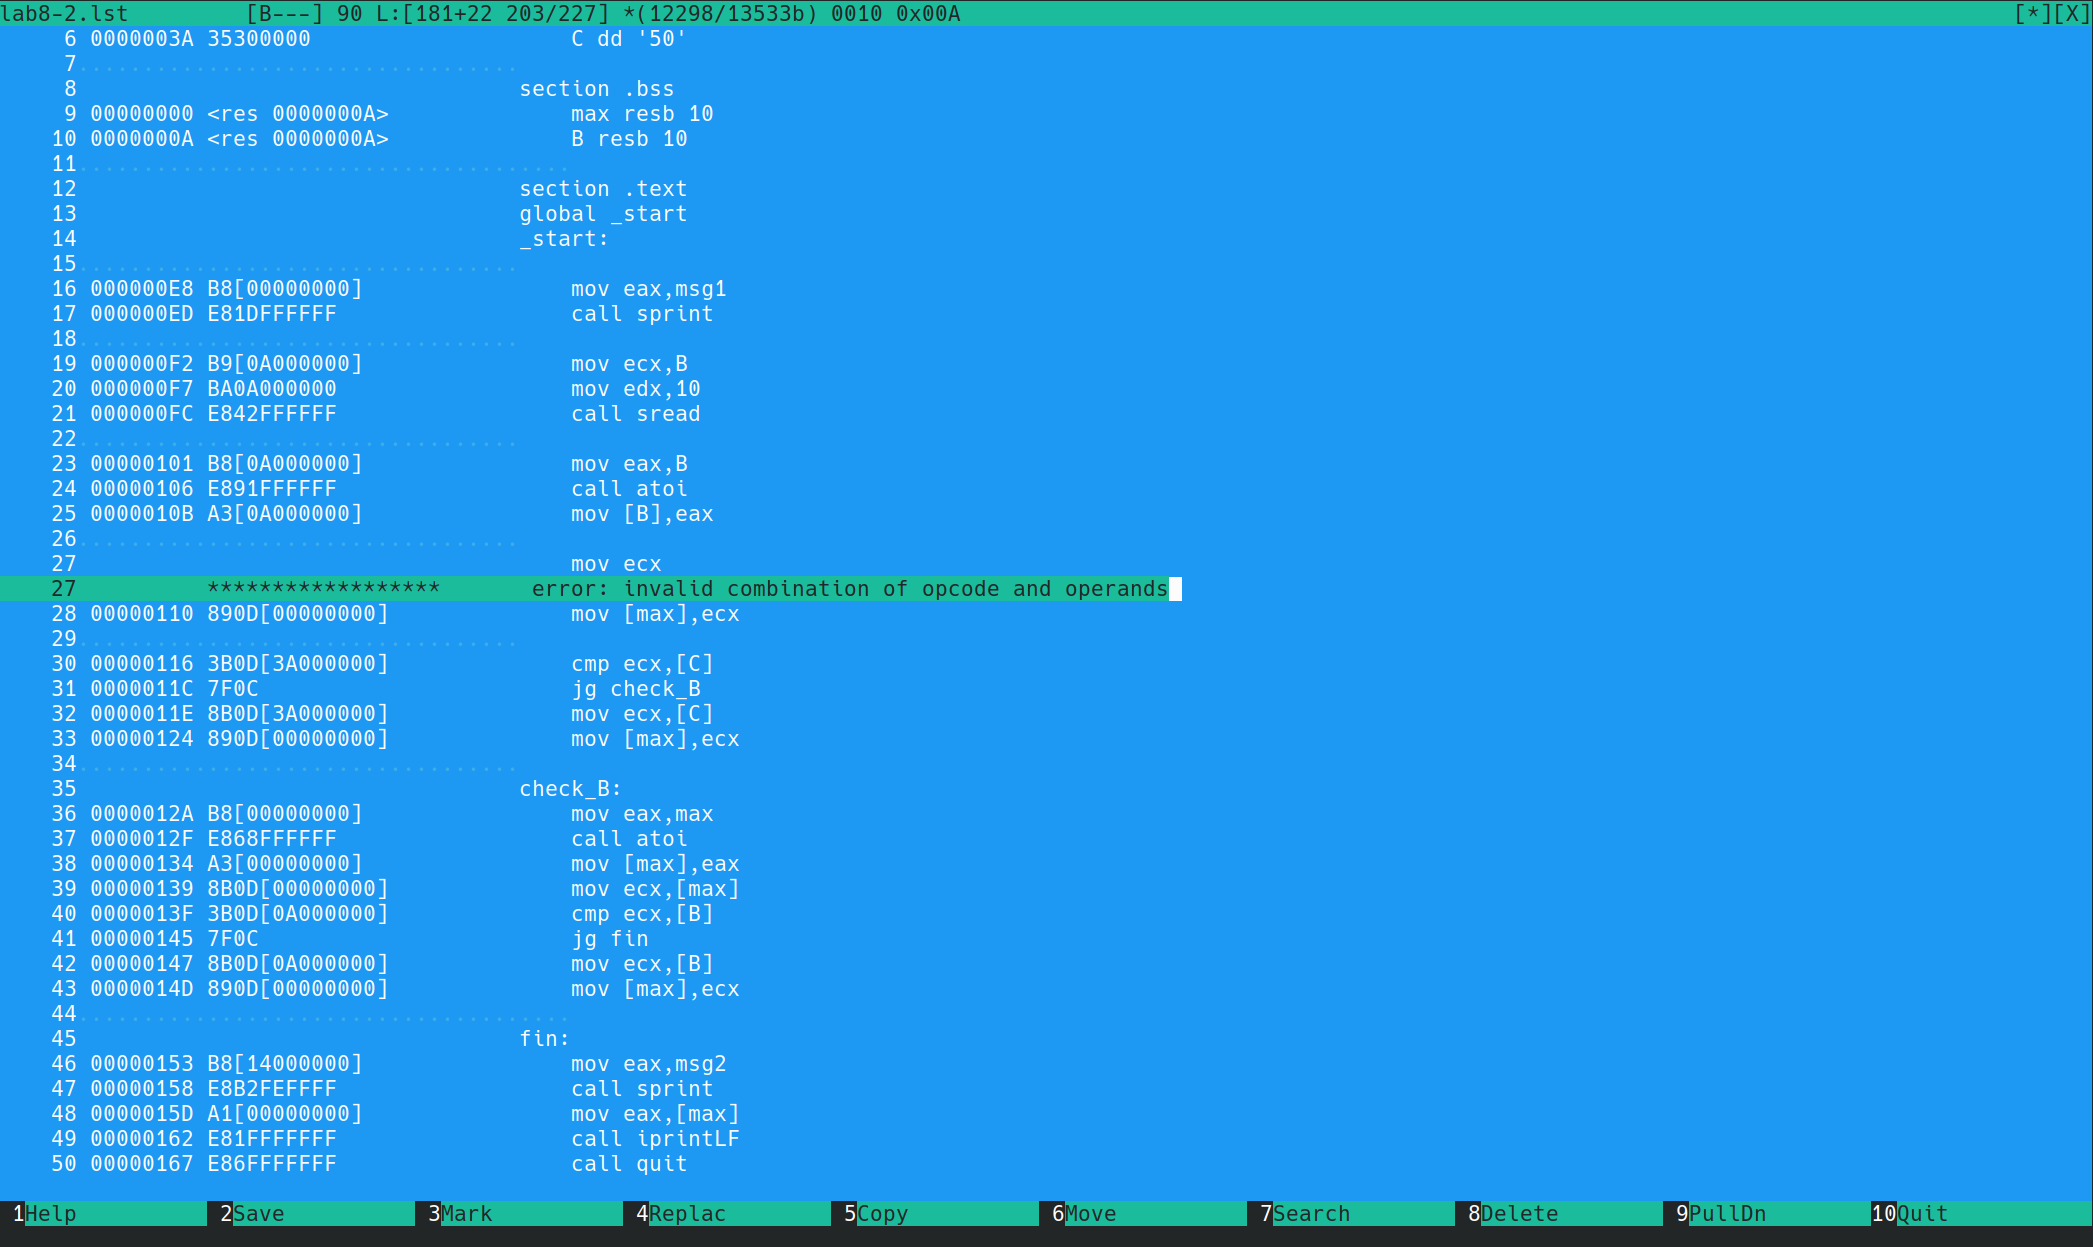 lab8-2.lst         [B---] 90 L:[181+22 203/227] *(12298/13533b) 0010 0x00A [*][X]
     6 0000003A 35300000                    C dd '50'
     7..................................
     8                                  section .bss
     9 00000000 <res 0000000A>              max resb 10
    10 0000000A <res 0000000A>              B resb 10
    11......................................
    12                                  section .text
    13                                  global _start
    14                                  _start:
    15..................................
    16 000000E8 B8[00000000]                mov eax,msg1
    17 000000ED E81DFFFFFF                  call sprint
    18..................................
    19 000000F2 B9[0A000000]                mov ecx,B
    20 000000F7 BA0A000000                  mov edx,10
    21 000000FC E842FFFFFF                  call sread
    22..................................
    23 00000101 B8[0A000000]                mov eax,B
    24 00000106 E891FFFFFF                  call atoi
    25 0000010B A3[0A000000]                mov [B],eax
    26..................................
    27                                      mov ecx
    27          ******************       error: invalid combination of opcode and operands
    28 00000110 890D[00000000]              mov [max],ecx
    29..................................
    30 00000116 3B0D[3A000000]              cmp ecx,[C]
    31 0000011C 7F0C                        jg check_B
    32 0000011E 8B0D[3A000000]              mov ecx,[C]
    33 00000124 890D[00000000]              mov [max],ecx
    34..................................
    35                                  check_B:
    36 0000012A B8[00000000]                mov eax,max
    37 0000012F E868FFFFFF                  call atoi
    38 00000134 A3[00000000]                mov [max],eax
    39 00000139 8B0D[00000000]              mov ecx,[max]
    40 0000013F 3B0D[0A000000]              cmp ecx,[B]
    41 00000145 7F0C                        jg fin
    42 00000147 8B0D[0A000000]              mov ecx,[B]
    43 0000014D 890D[00000000]              mov [max],ecx
    44......................................
    45                                  fin:
    46 00000153 B8[14000000]                mov eax,msg2
    47 00000158 E8B2FEFFFF                  call sprint
    48 0000015D A1[00000000]                mov eax,[max]
    49 00000162 E81FFFFFFF                  call iprintLF
    50 00000167 E86FFFFFFF                  call quit
1Help 2Save 3Mark 4Replac 5Copy 6Move 7Search 8Delete 9PullDn 10Quit